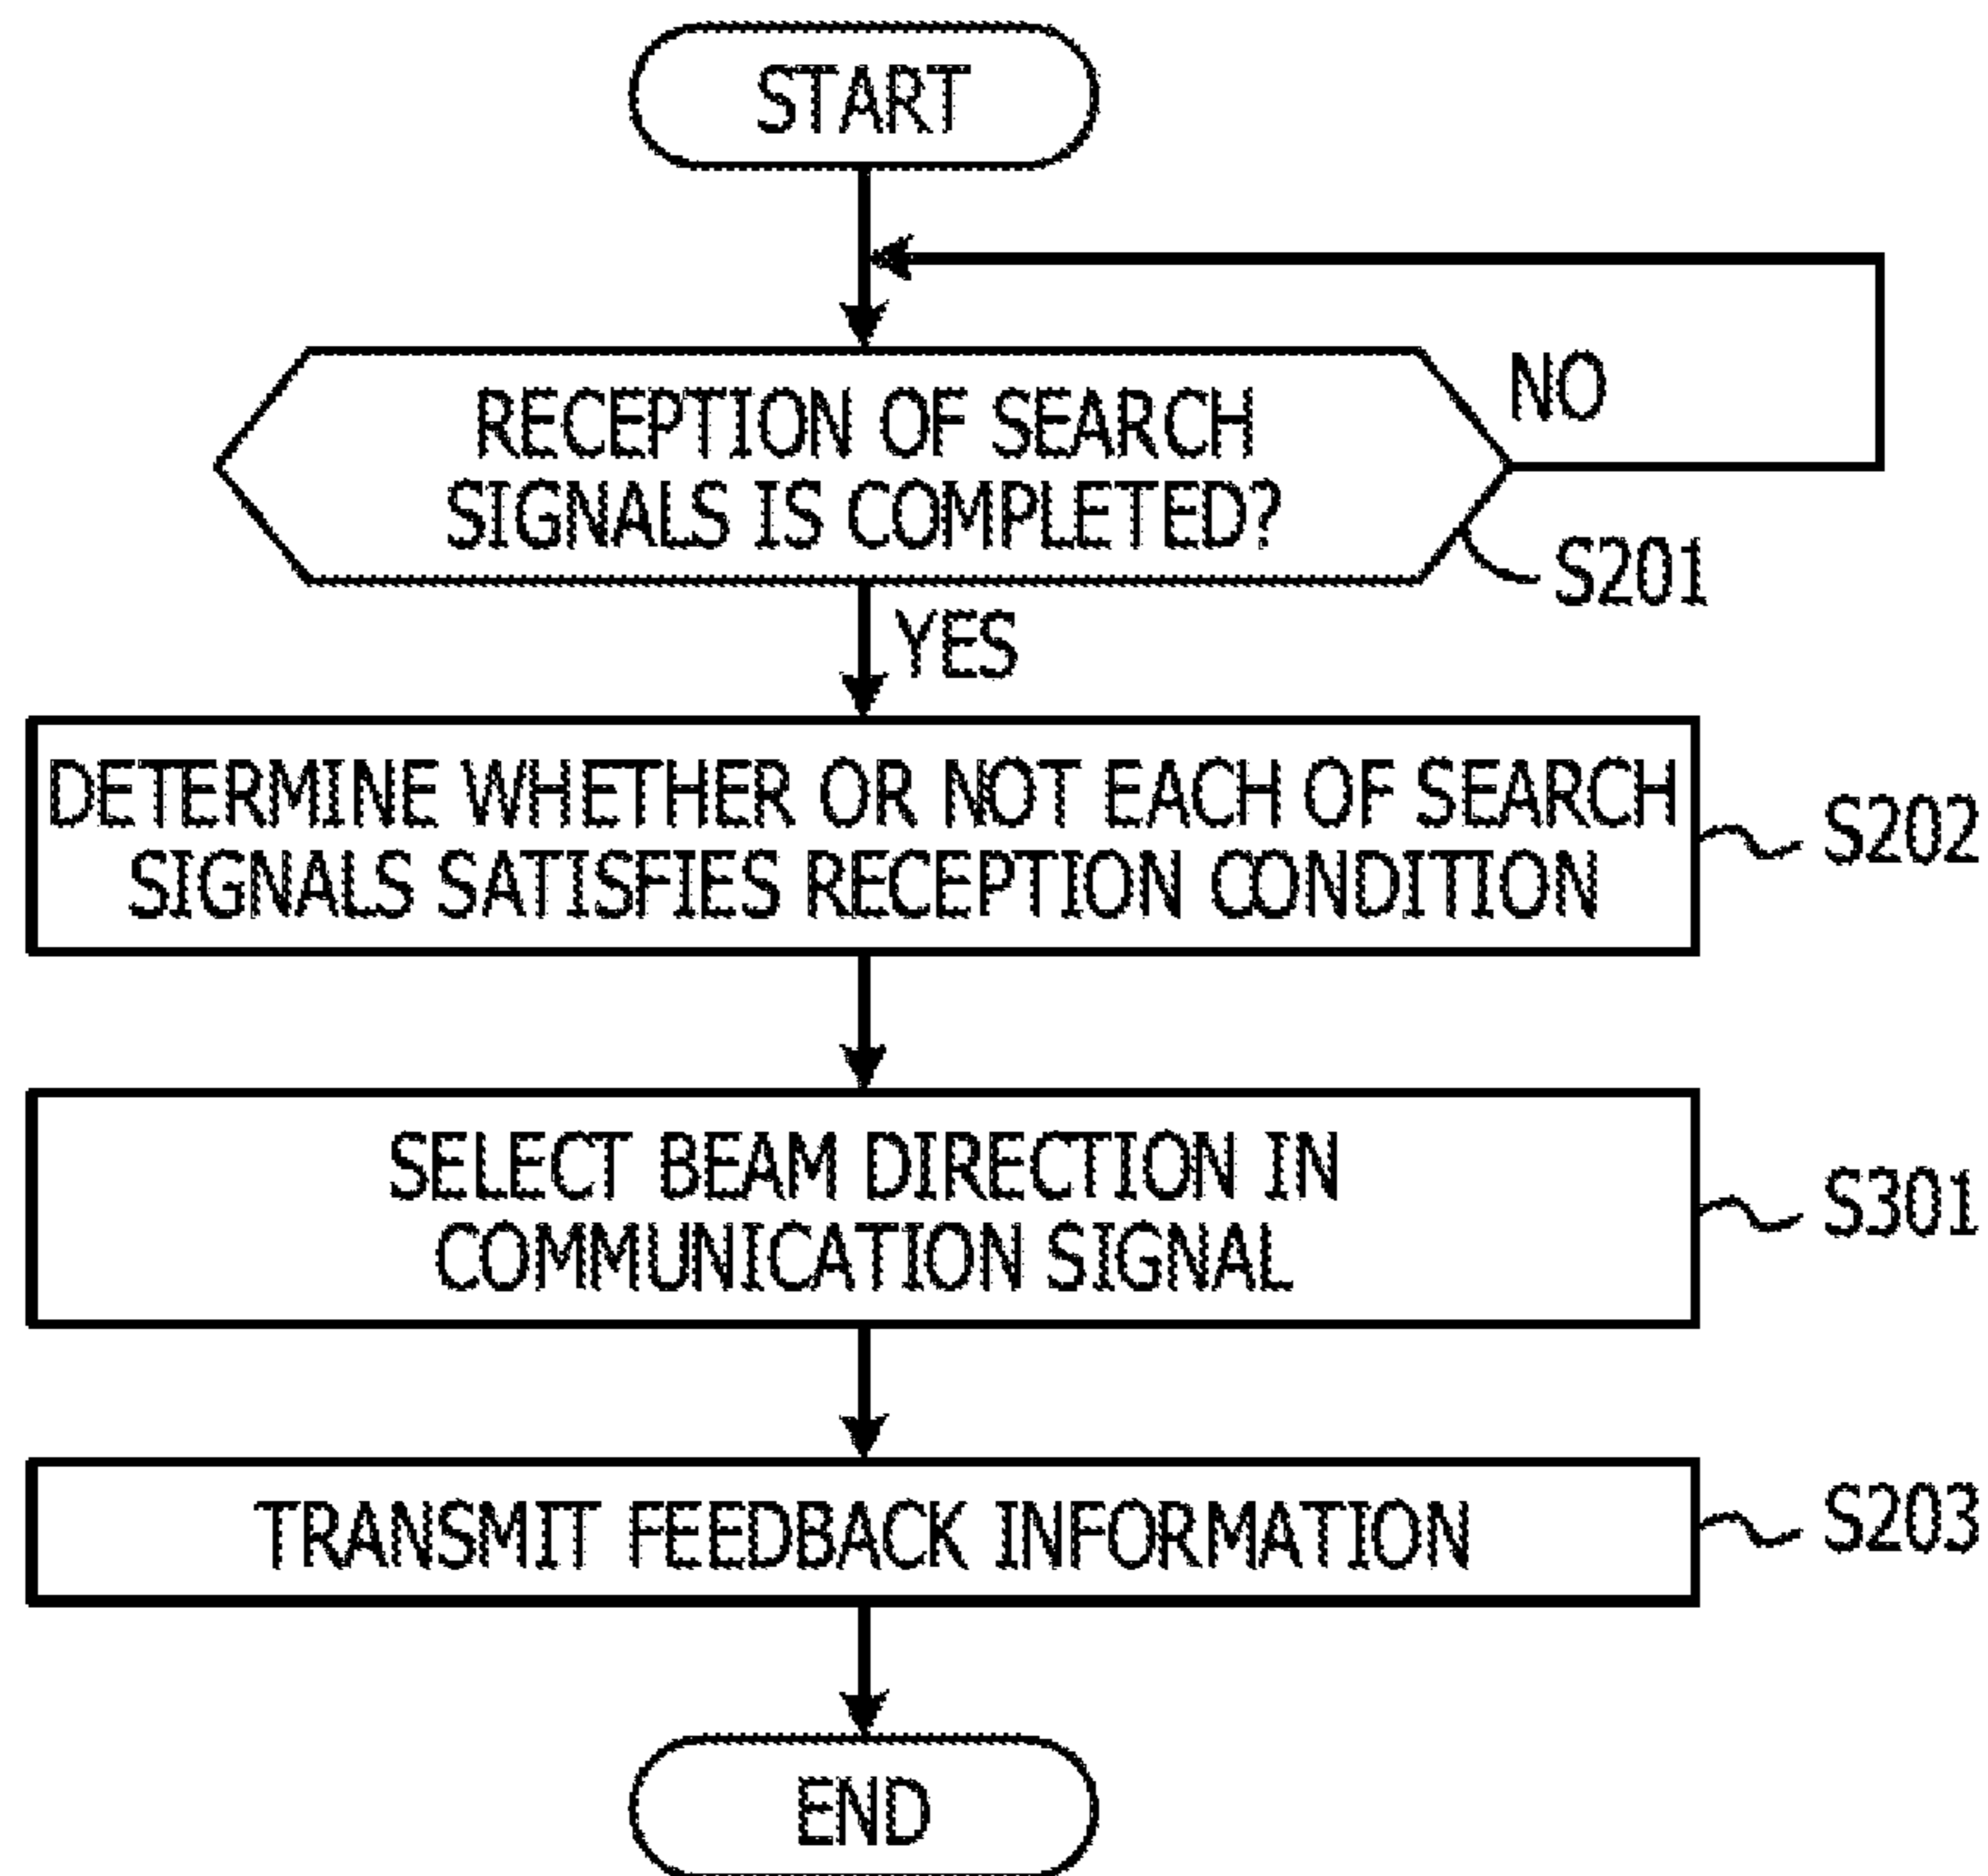 START
NO
RECEPTION OF SEARCH
SIGNALS IS COMPLETED?
S201
YES
DETERMINE WHETHER OR NOT EACH OF SEARCH
SIGNALS SATISFIES RECEPTION CONDITION
S202
SELECT BEAM DIRECTION IN
COMMUNICATION SIGNAL
S301
TRANSMIT FEEDBACK INFORMATION
S203
END